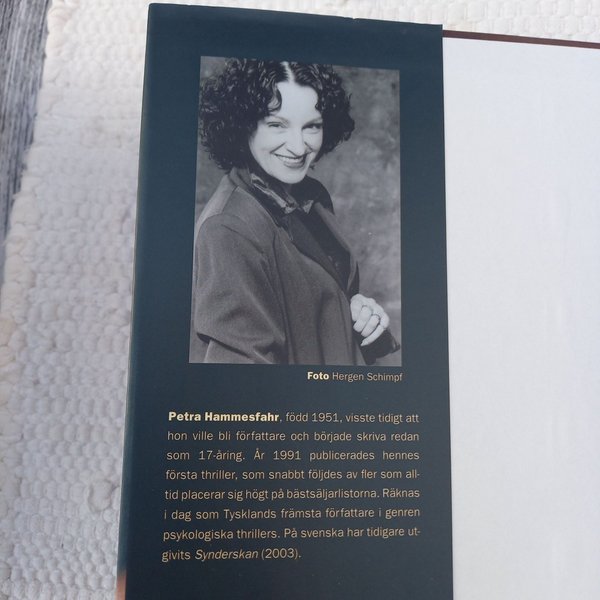 Foto Hergen Schimpf
Petra Hammesfahr, född 1951, visste tidigt att
hon ville bli författare och började skriva redan
som 17-åring. År 1991 publicerades hennes
första thriller, som snabbt följdes av fler som all-
tid placerar sig högt på bästsäljarlistorna. Räknas
i dag som Tysklands främsta författare i genren
psykologiska thrillers. På svenska har tidigare ut-
givits Synderskan (2003).